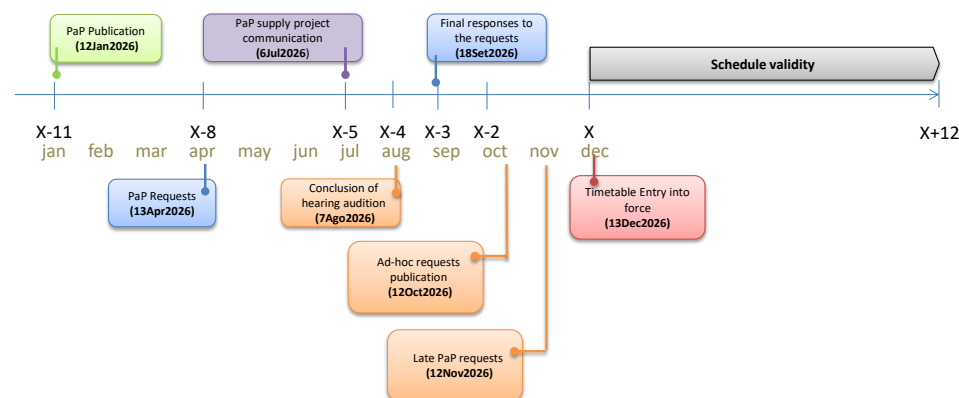 PaP Publication
(12Jan2026)
PaP supply project
communication
(6Jul2026)
Final responses to
the requests
(18Set2026)
Schedule validity
X-11
X-8
X-5
X-4
X-3
X-2
X
X+12
jan
feb
mar
apr
may
jun
jul
aug
sep
oct
nov
dec
PaP Requests
(13Apr2026)
Conclusion of
hearing audition
(7Ago2026)
Timetable Entry into
force
(13Dec2026)
Ad-hoc requests
publication
(12Oct2026)
Late PaP requests
(12Nov2026)